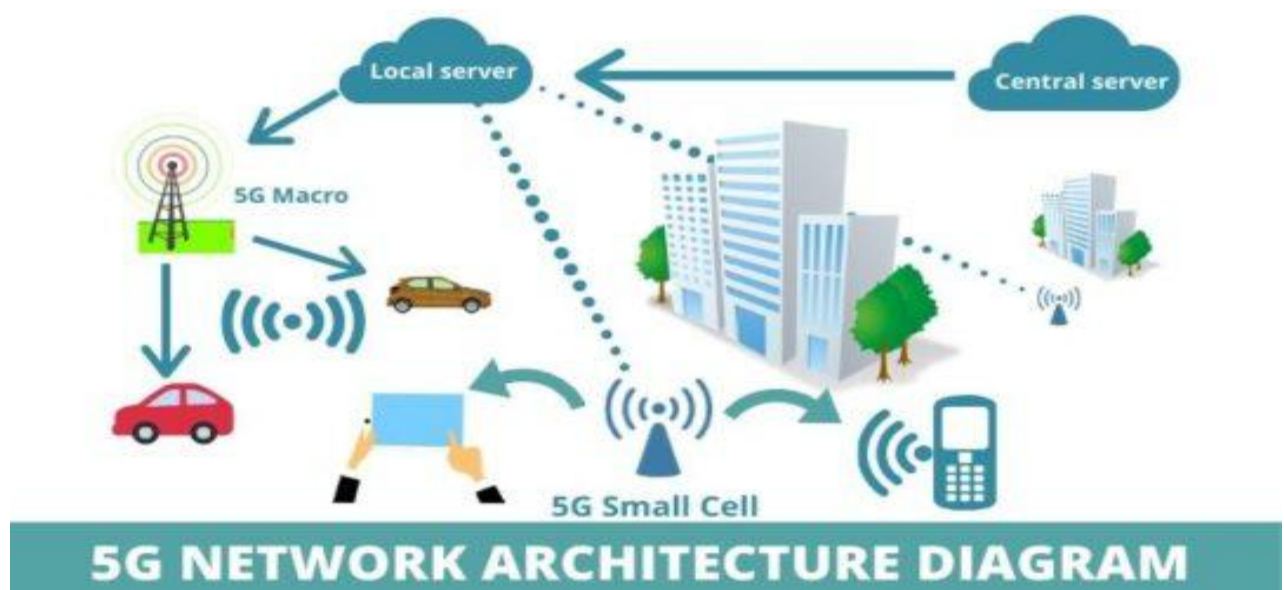 Local server
Central server
5G Macro
5G Small Cell
5G NETWORK ARCHITECTURE DIAGRAM